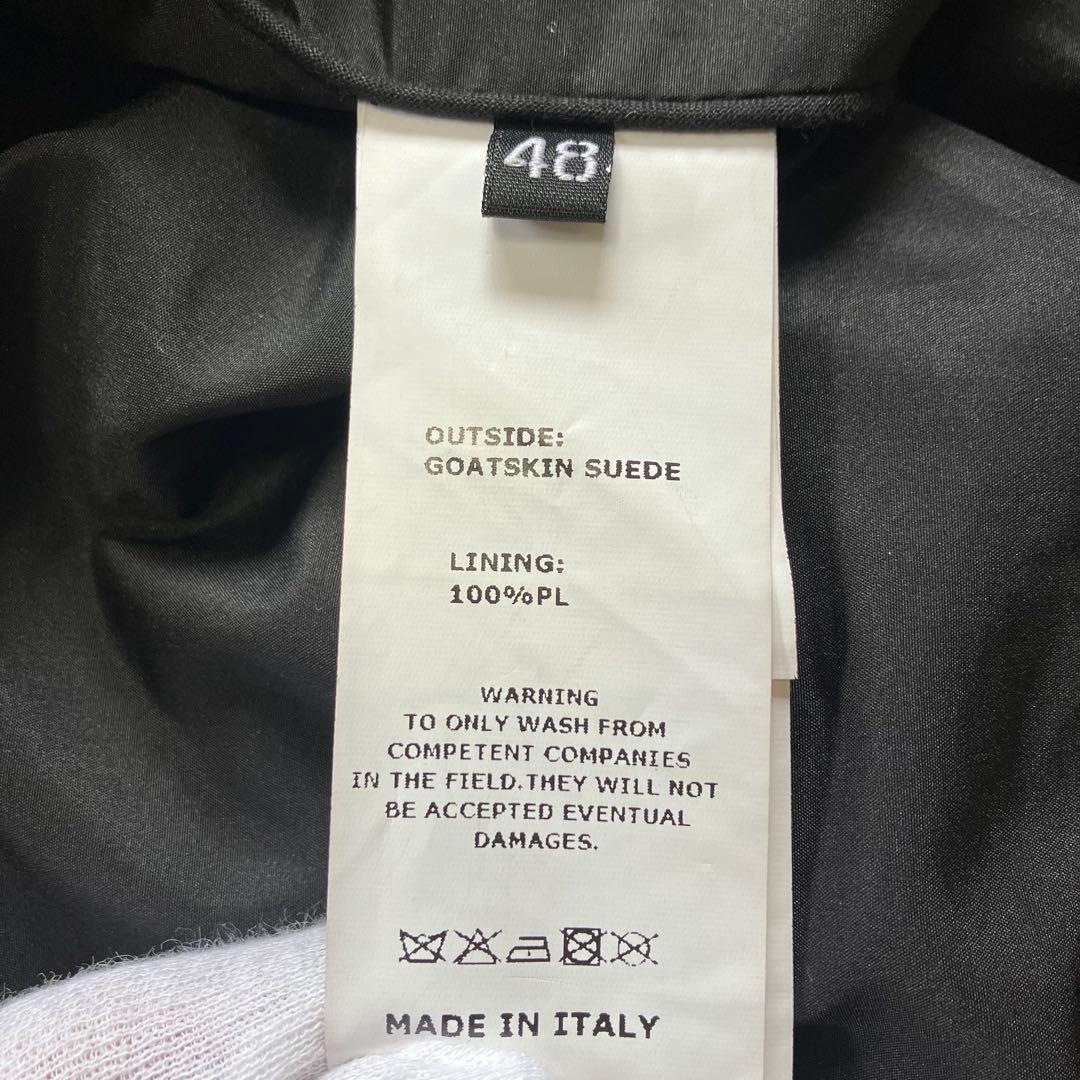 48
OUTSIDE:
GOATSKIN SUEDE
LINING:
100%PL
WARNING
TO ONLY WASH FROM
COMPETENT COMPANIES
IN THE FIELD.THEY WILL NOT
BE ACCEPTED EVENTUAL
DAMAGES.
MADE IN ITALY